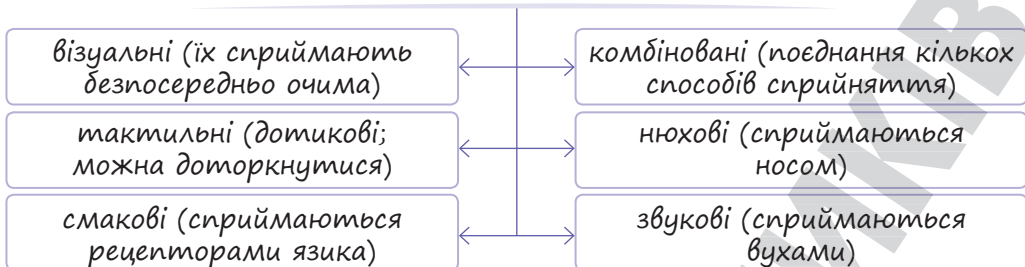 візуальні (їх сприймають
безпосередньо очима)
комбіновані (поєднання кількох
способів сприйняття)
тактильні (дотикові;
можна доторкнутися)
нюхові (сприймаються
носом)
смакові (сприймаються
рецепторами язика)
звукові (сприймаються
вухами)